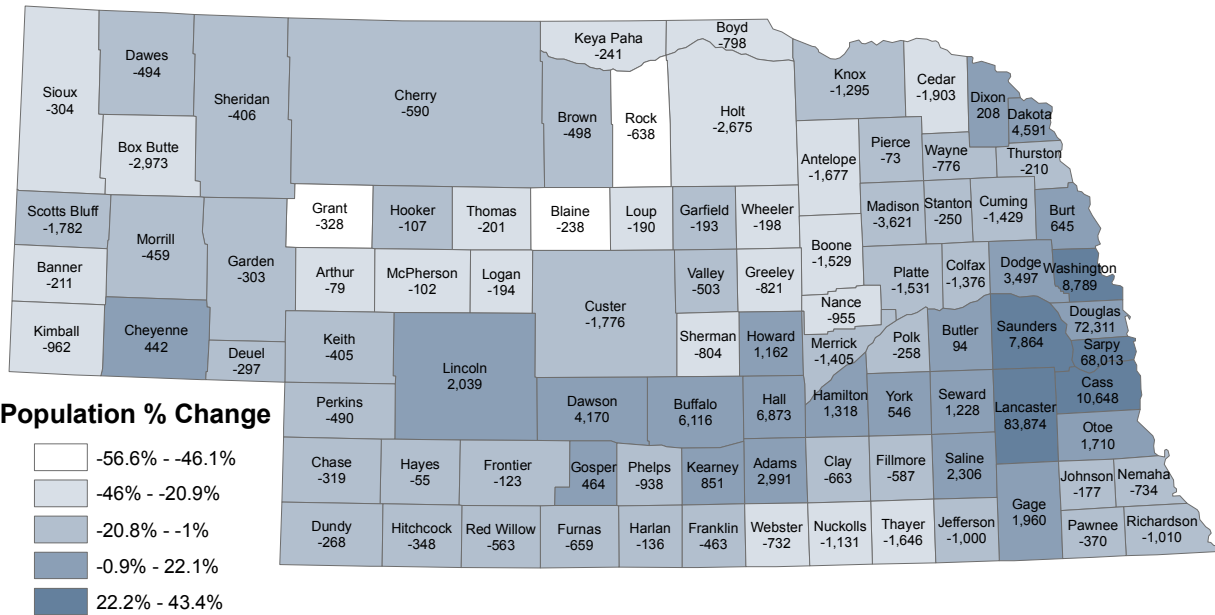 Boyd
-798
Keya Paha
-241
Dawes
-494
Sioux
-304
Sheridan
-406
Cherry
-590
Brown
-498
Rock
-638
Holt
-2,675
Knox
-1,295
Cedar
-1,903
Dixon
208
Dakota
4,591
Box Butte
-2,973
Antelope
-1,677
Pierce
-73
Wayne
-776
Thurston
-210
Scotts Bluff
-1,782
Morrill
-459
Garden
-303
Grant
-328
Hooker
-107
Thomas
-201
Blaine
-238
Loup
-190
Garfield
-193
Wheeler
-198
Madison
-3,621
Stanton
-250
Cuming
-1,429
Burt
645
Banner
-211
Arthur
-79
McPherson
-102
Logan
-194
Custer
-1,776
Valley
-503
Greeley
-821
Boone
-1,529
Platte
-1,531
Colfax
-1,376
Dodge
3,497
Washington
8,789
Nance
-955
Kimball
-962
Cheyenne
442
Deuel
-297
Keith
-405
Lincoln
2,039
Sherman
-804
Howard
1,162
Merrick
-1,405
Polk
-258
Butler
94
Saunders
7,864
Douglas
72,311
Sarpy
68,013
Perkins
-490
Dawson
4,170
Buffalo
6,116
Hall
6,873
Hamilton
1,318
York
546
Seward
1,228
Lancaster
83,874
Cass
10,648
Otoe
1,710
Chase
-319
Hayes
-55
Frontier
-123
Gosper
464
Phelps
-938
Kearney
851
Adams
2,991
Clay
-663
Fillmore
-587
Saline
2,306
Gage
1,960
Johnson
-177
Nemaha
-734
Dundy
-268
Hitchcock
-348
Red Willow
-563
Furnas
-659
Harlan
-136
Franklin
-463
Webster
-732
Nuckolls
-1,131
Thayer
-1,646
Jefferson
-1,000
Pawnee
-370
Richardson
-1,010
Population % Change
-56.6% - -46.1%
-46% - -20.9%
-20.8% - -1%
-0.9% - 22.1%
22.2% - 43.4%